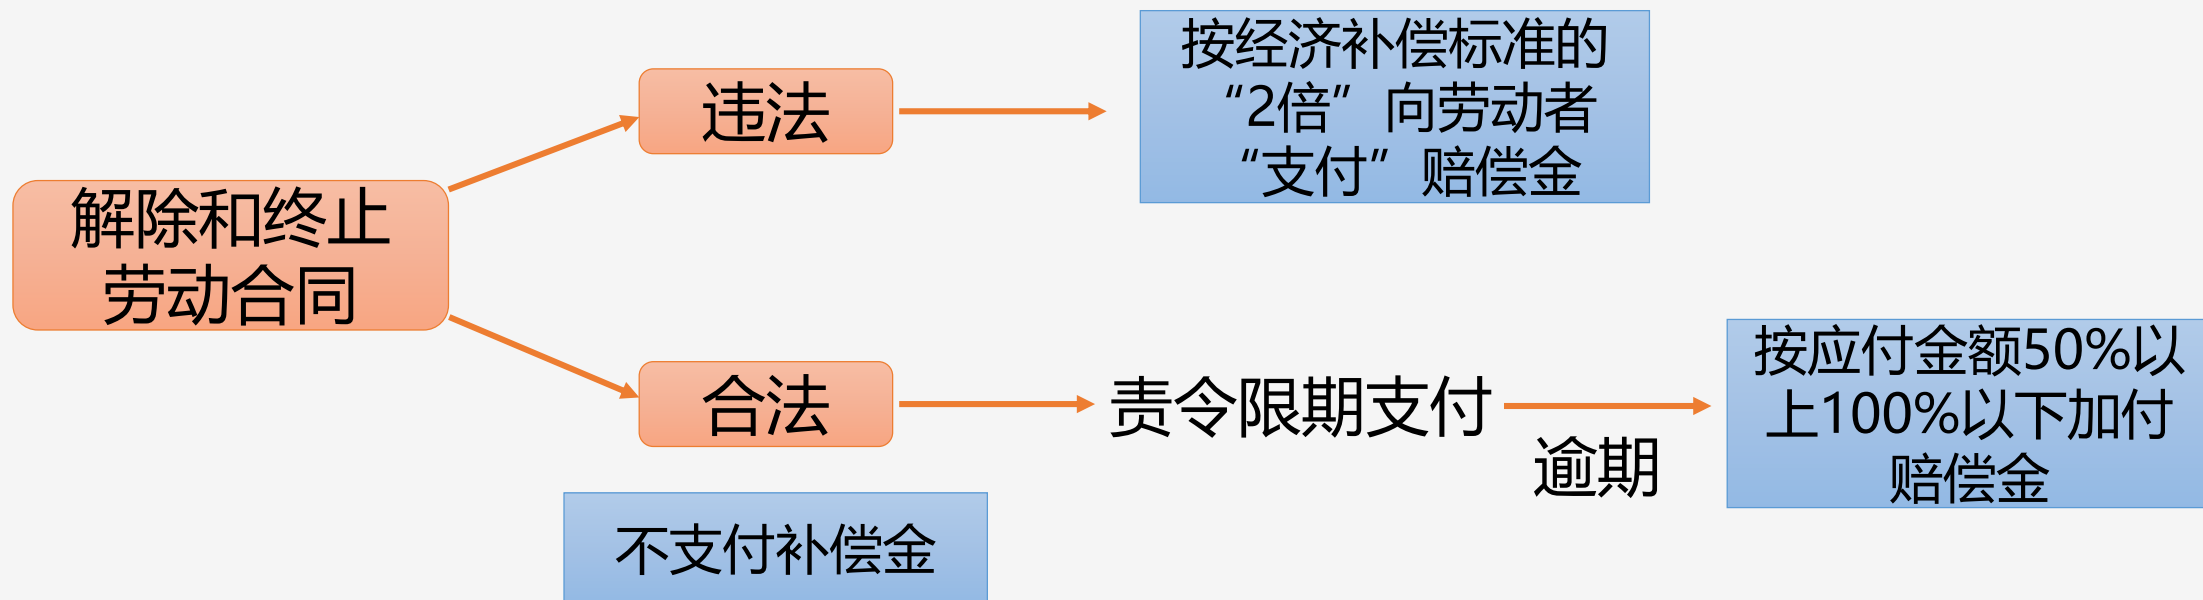 解除和终止
劳动合同
违法
按经济补偿标准的
“2倍”向劳动者
“支付”赔偿金
合法
不支付补偿金
责令限期支付
逾期
按应付金额50%以
上100%以下加付
赔偿金